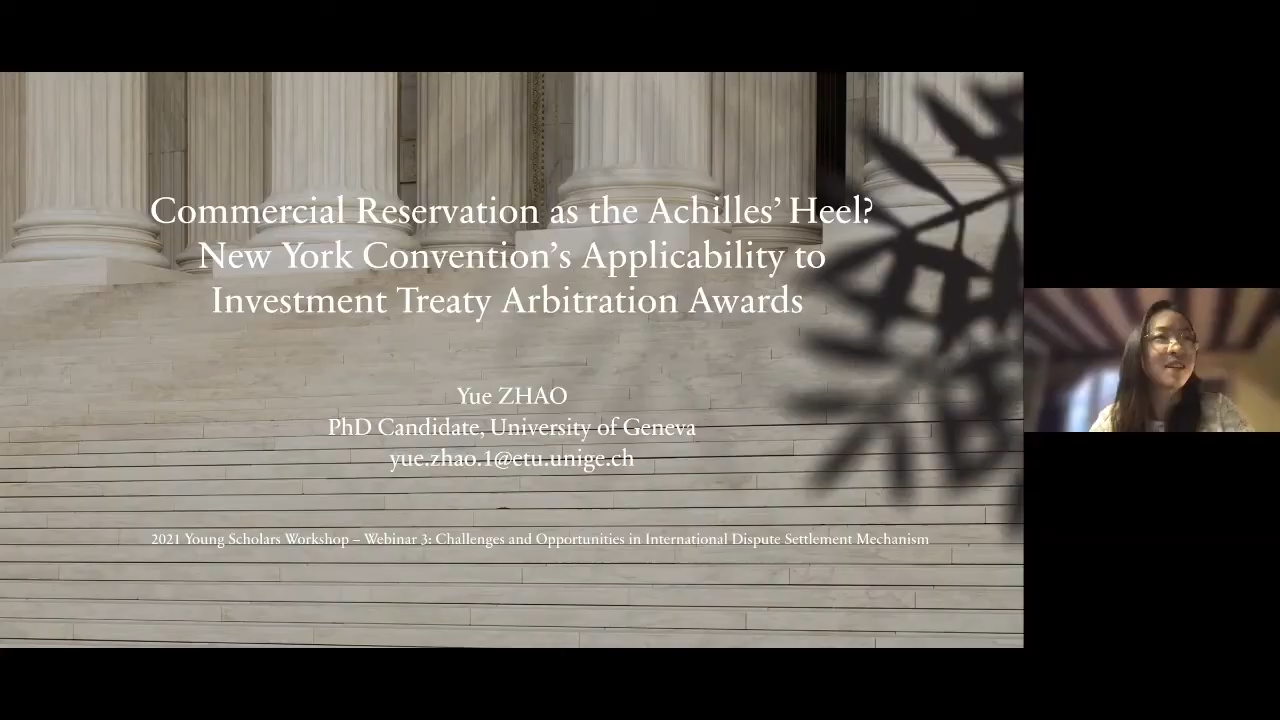 Commercial Reservation as the Achilles’ Heel?
New York Convention’s Applicability to
Investment Treaty Arbitration Awards
Yue ZHAO
PhD Candidate, University of Geneva
yue.zhao.1@etu.unige.ch
2021 Young Scholars Workshop – Webinar 3: Challenges and Opportunities in International Dispute Settlement Mechanism